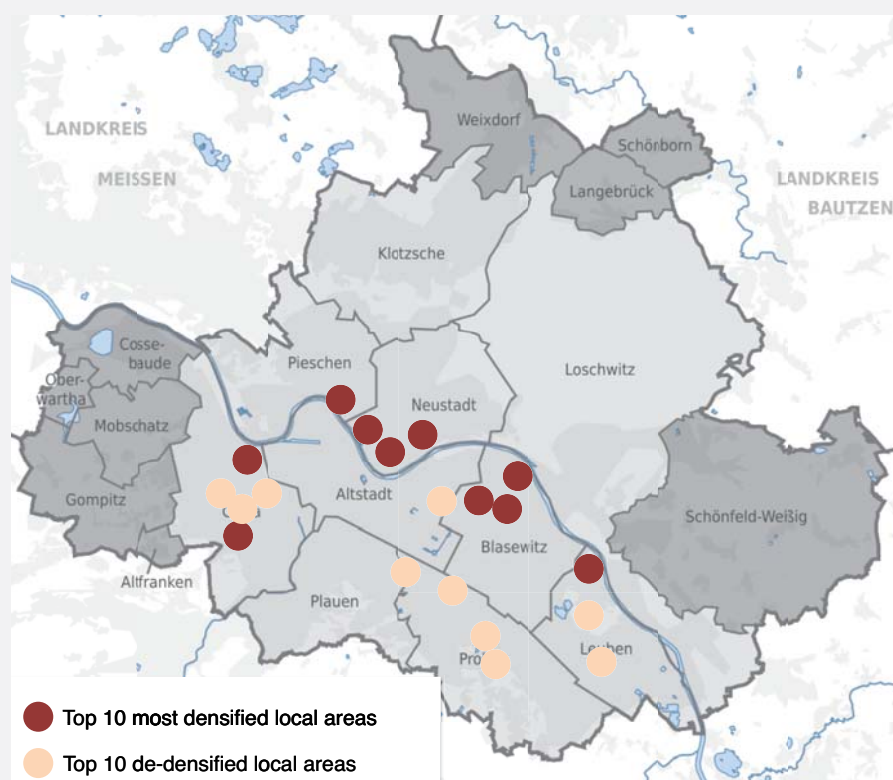 Weixdorf
LANDKREIS
MEISSEN
Schönborn
Langebrück
LANDKREIS
BAUTZEN
Klotzsche
Cosse-
baude
Pieschen
Loschwitz
Ober-
wartha
Neustadt
Mobschatz
Altstadt
Gompitz
Schönfeld-Weißig
Blasewitz
Altfranken
Plauen
Top 10 most densified local areas
Top 10 de-densified local areas